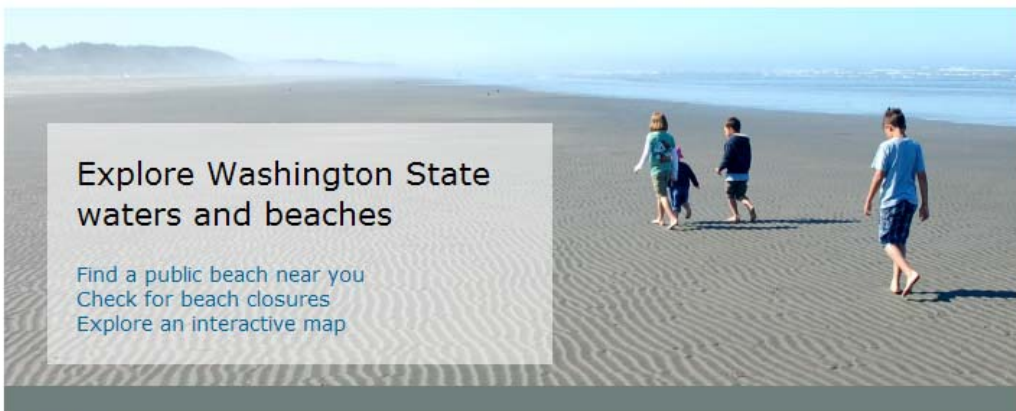 Explore Washington State
waters and beaches
Find a public beach near you
Check for beach closures
Explore an interactive map